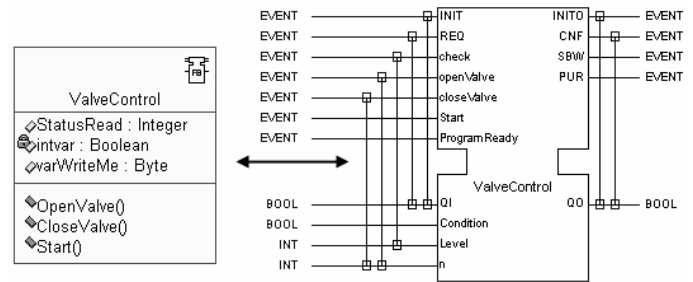 FB
ValveControl
StatusRead : Integer
intvar : Boolean
varWriteMe : Byte
OpenValve()
CloseValve()
Start()
EVENT INIT INITO EVENT
EVENT REQ CNF EVENT
EVENT check SBW EVENT
EVENT openValve PUR EVENT
EVENT closeValve
EVENT Start
EVENT Program Ready
ValveControl
BOOL QI QO BOOL
BOOL Condition
INT Level
INT n